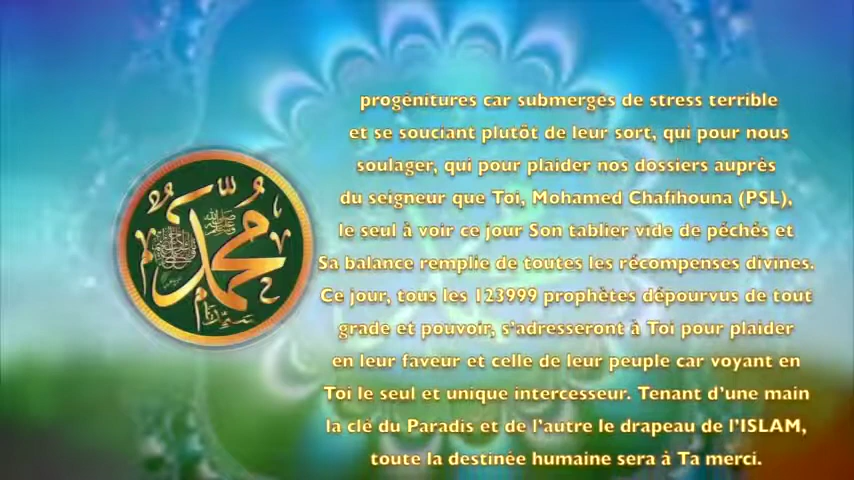 محمد
صلى الله عليه وسلم
progénitures car submergés de stress terrible
et se souciant plutôt de leur sort, qui pour nous
soulager, qui pour plaider nos dossiers auprès
du seigneur que Toi, Mohamed Chafihouna (PSL),
le seul à voir ce jour Son tablier vide de péchés et
Sa balance remplie de toutes les récompenses divines.
Ce jour, tous les 123999 prophètes dépourvus de tout
grade et pouvoir, s'adresseront à Toi pour plaider
en leur faveur et celle de leur peuple car voyant en
Toi le seul et unique intercesseur. Tenant d'une main
la clé du Paradis et de l'autre le drapeau de l'ISLAM,
toute la destinée humaine sera à Ta merci.